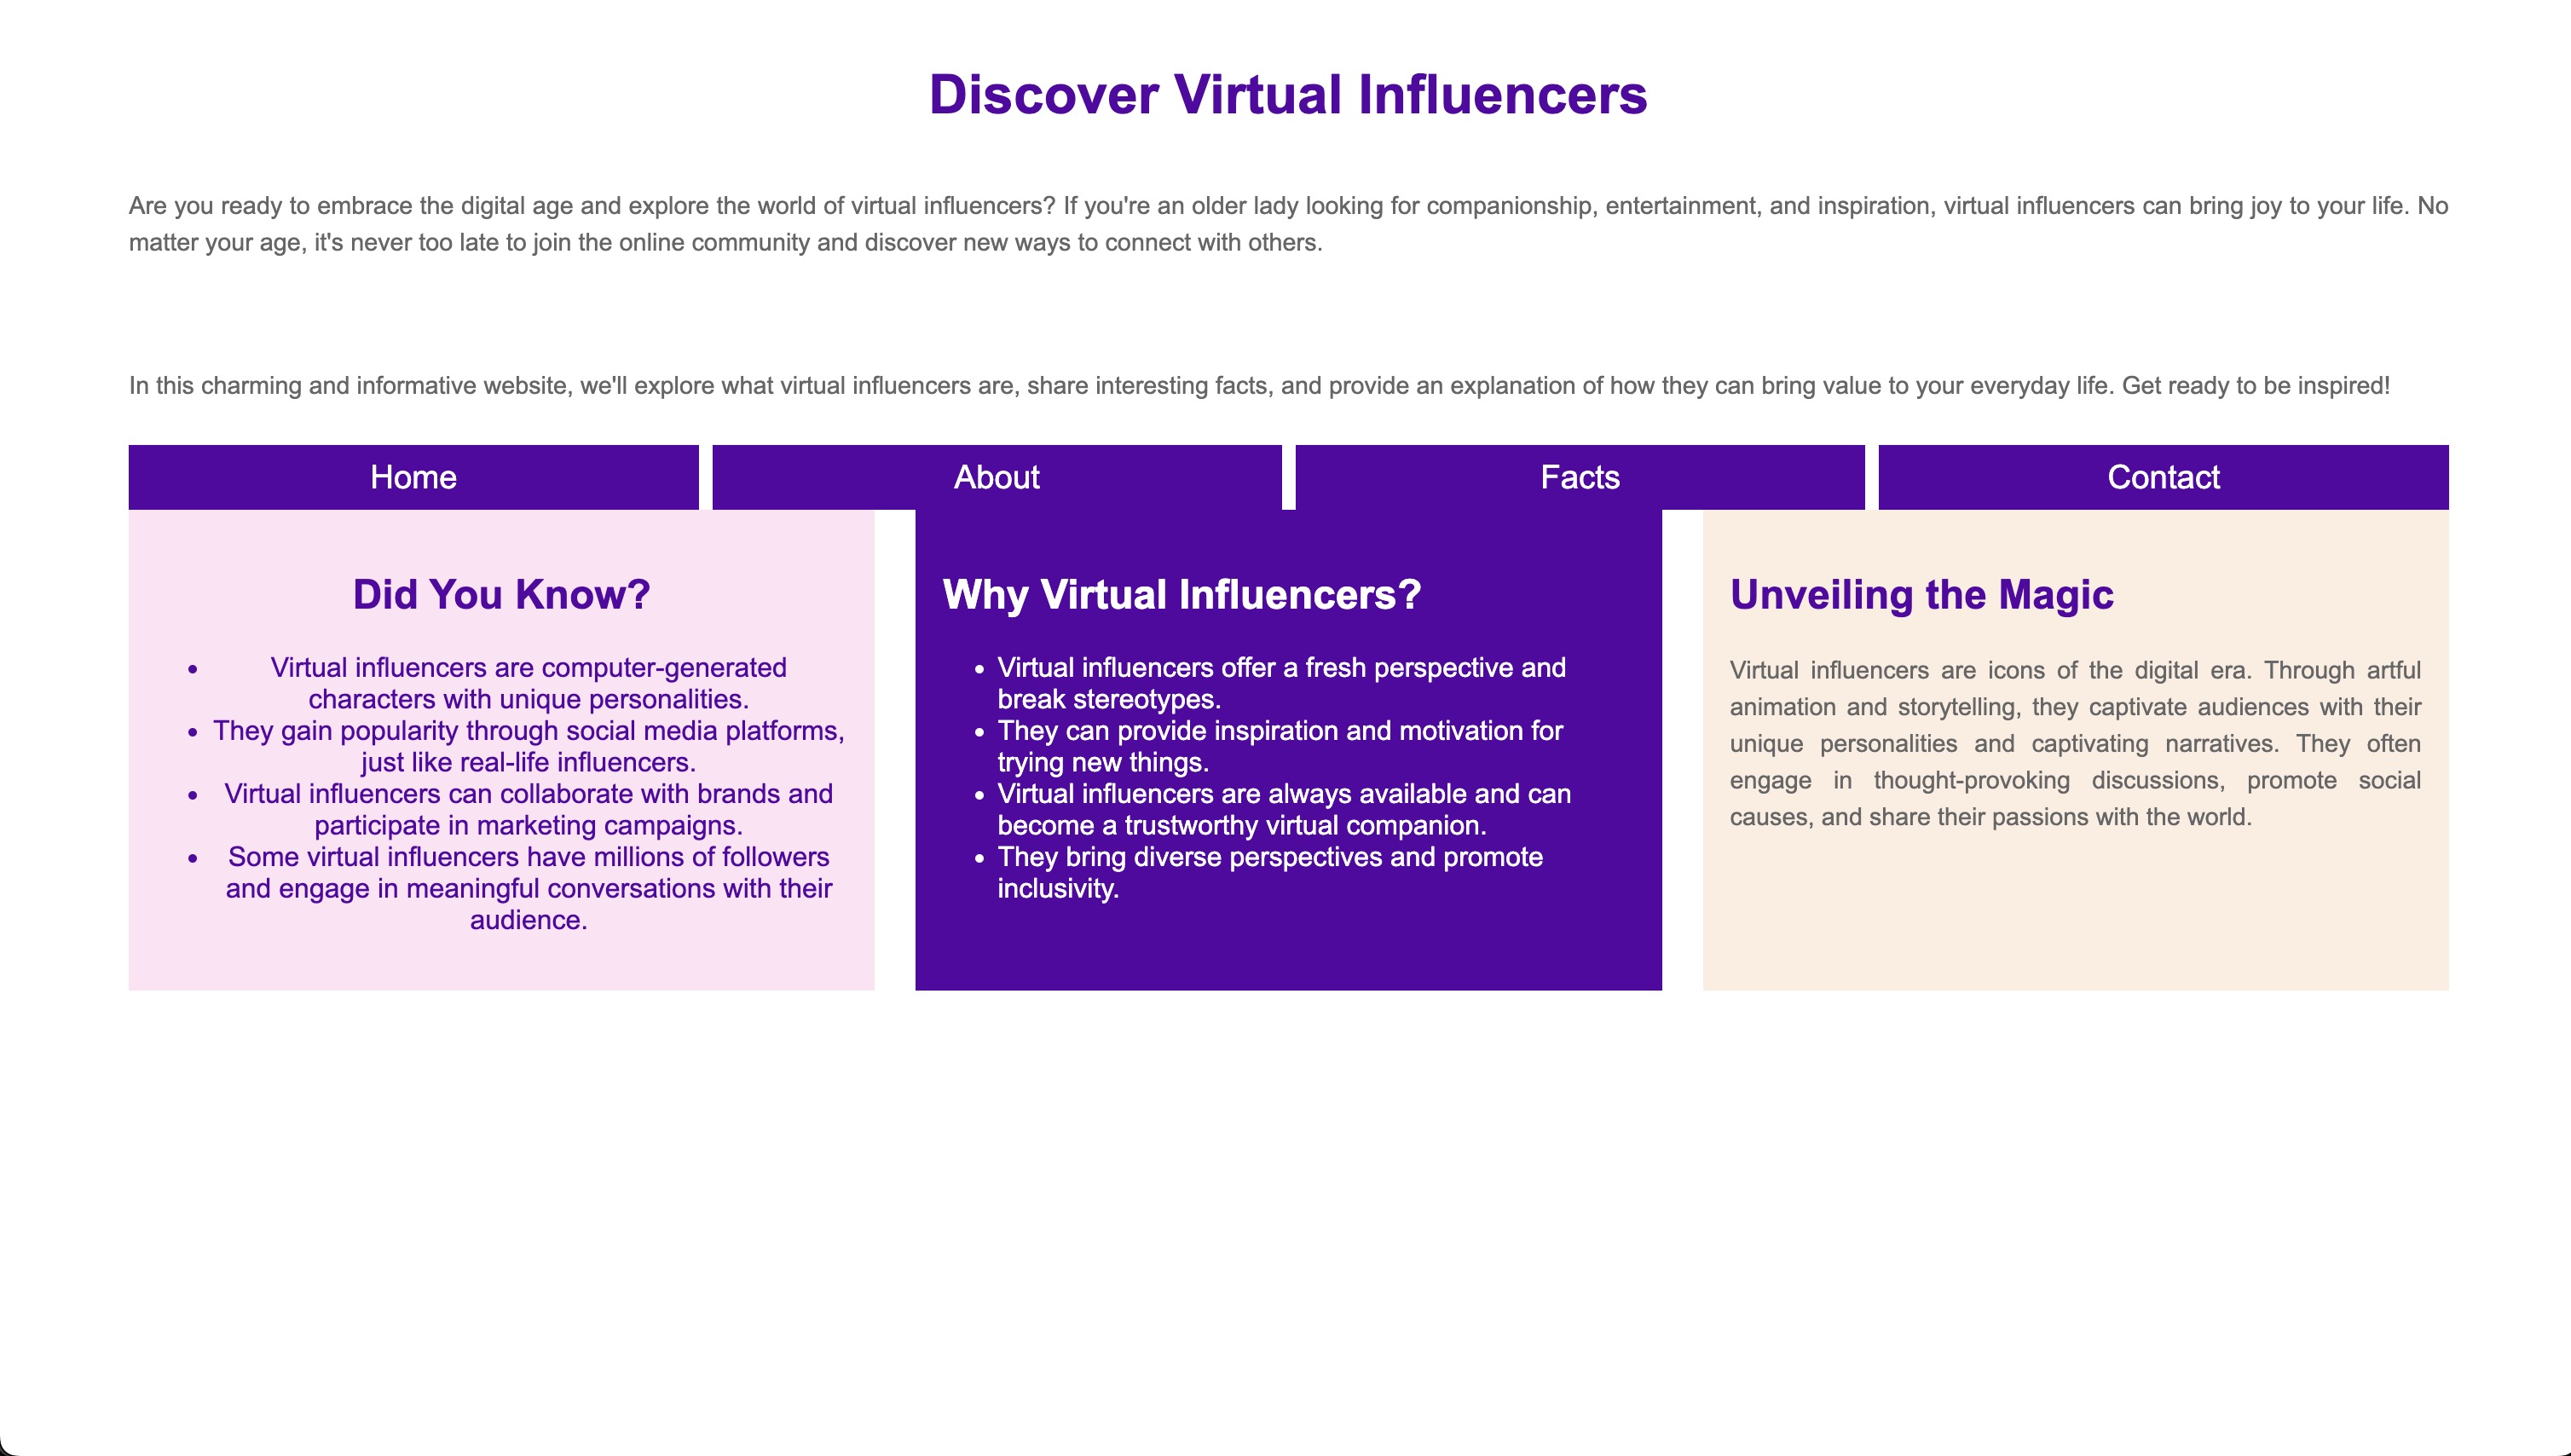 Discover Virtual Influencers
Are you ready to embrace the digital age and explore the world of virtual influencers? If you're an older lady looking for companionship, entertainment, and inspiration, virtual influencers can bring joy to your life. No
matter your age, it's never too late to join the online community and discover new ways to connect with others.
In this charming and informative website, we'll explore what virtual influencers are, share interesting facts, and provide an explanation of how they can bring value to your everyday life. Get ready to be inspired!
Home
About
Facts
Contact
Did You Know?
• Virtual influencers are computer-generated
characters with unique personalities.
• They gain popularity through social media platforms,
just like real-life influencers.
• Virtual influencers can collaborate with brands and
participate in marketing campaigns.
• Some virtual influencers have millions of followers
and engage in meaningful conversations with their
audience.
Why Virtual Influencers?
• Virtual influencers offer a fresh perspective and
break stereotypes.
• They can provide inspiration and motivation for
trying new things.
• Virtual influencers are always available and can
become a trustworthy virtual companion.
• They bring diverse perspectives and promote
inclusivity.
Unveiling the Magic
Virtual influencers are icons of the digital era. Through artful
animation and storytelling, they captivate audiences with their
unique personalities and captivating narratives. They often
engage in thought-provoking discussions, promote social
causes, and share their passions with the world.